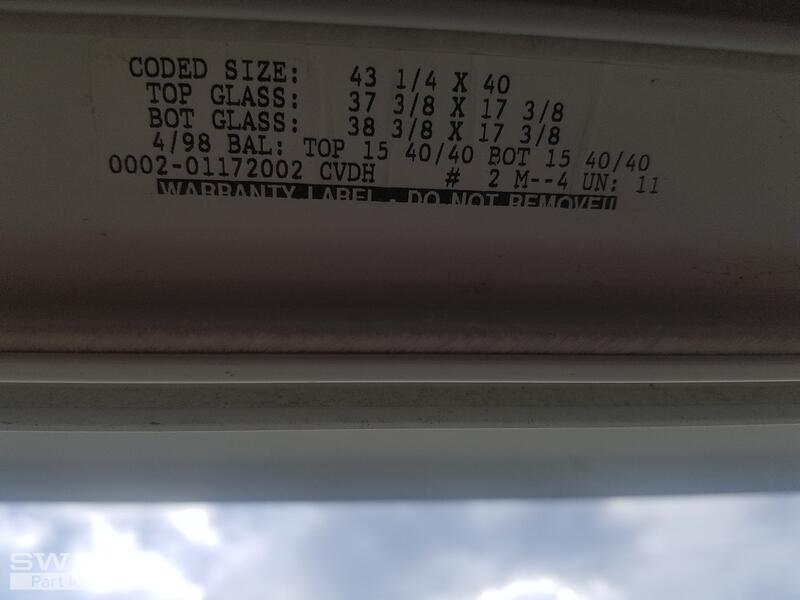 CODED SIZE: 43 1/4 X 40
TOP GLASS: 37 3/8 X 17 3/8
BOT GLASS: 38 3/8 X 17 3/8
4/98 BAL: TOP 15 40/40 BOT 15 40/40
0002-01172002 CVDH # 2 M--4 UN: 11
WARRANTY LABEL - DO NOT REMOVE!!